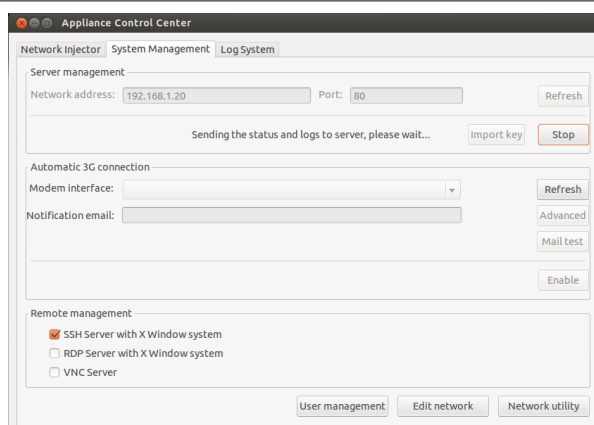 Appliance Control Center
Network Injector System Management Log System
Server management
Network address: 192.168.1.20 Port: 80 Refresh
Sending the status and logs to server, please wait... Import key Stop
Automatic 3G connection
Modem interface: Refresh
Notification email: Advanced
Mail test
Enable
Remote management
SSH Server with X Window system
RDP Server with X Window system
VNC Server
User management Edit network Network utility